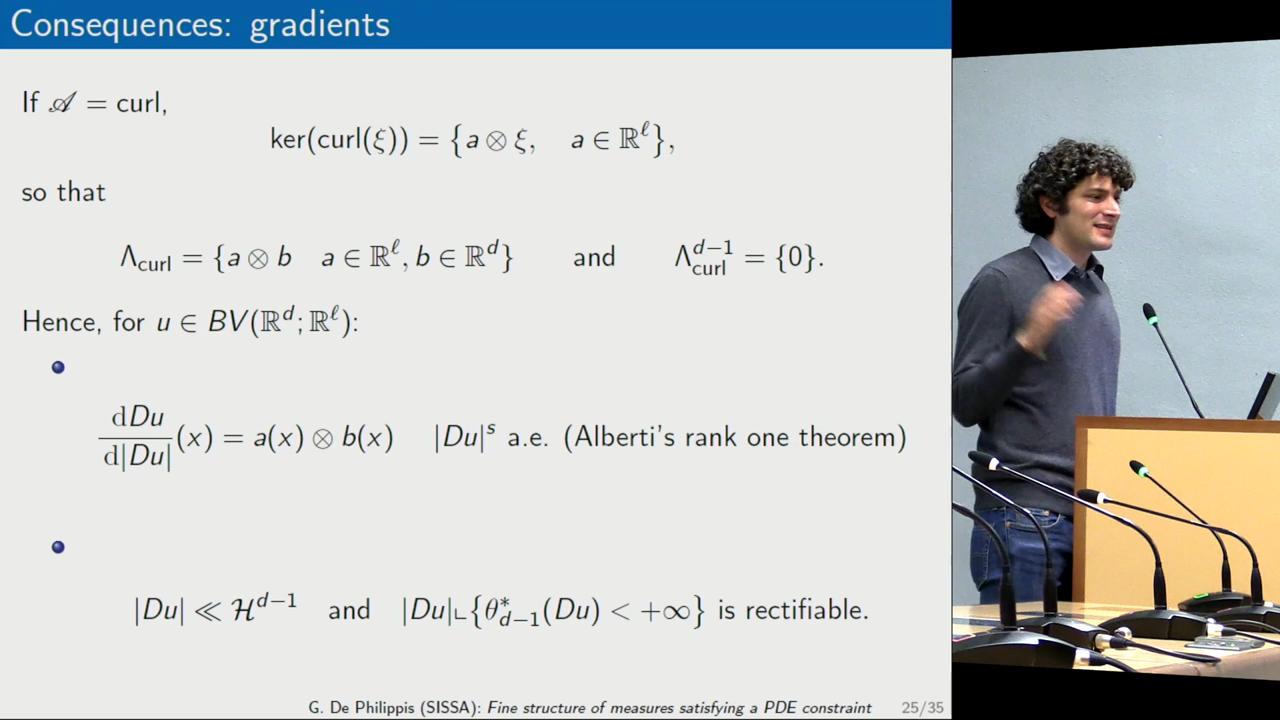 Consequences: gradients
If 𝒜 = curl,
ker(curl(ξ)) = {a ⊗ ξ, a ∈ ℝ^ℓ},
so that
Λ_curl = {a ⊗ b a ∈ ℝ^ℓ, b ∈ ℝ^d} and Λ_curl^{d−1} = {0}.
Hence, for u ∈ BV(ℝ^d; ℝ^ℓ):
dDu/d|Du|(x) = a(x) ⊗ b(x) |Du|^s a.e. (Alberti's rank one theorem)
|Du| ≪ ℋ^{d−1} and |Du|⌞{θ*_{d−1}(Du) < +∞} is rectifiable.
G. De Philippis (SISSA): Fine structure of measures satisfying a PDE constraint 25/35